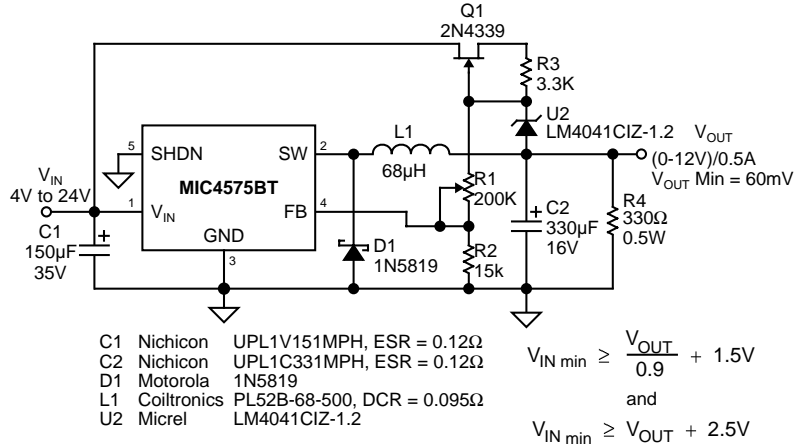 Q1
2N4339
R3
3.3K
U2
LM4041CIZ-1.2
V_OUT
(0-12V)/0.5A
V_OUT Min = 60mV
L1
68µH
5
SHDN
SW
2
MIC4575BT
V_IN
4V to 24V
1
V_IN
FB
4
GND
3
R1
200K
R4
330Ω
0.5W
C1
150µF
35V
+
C2
330µF
16V
+
D1
1N5819
R2
15k
C1 Nichicon UPL1V151MPH, ESR = 0.12Ω
C2 Nichicon UPL1C331MPH, ESR = 0.12Ω
D1 Motorola 1N5819
L1 Coiltronics PL52B-68-500, DCR = 0.095Ω
U2 Micrel LM4041CIZ-1.2
V_IN min ≥ V_OUT / 0.9 + 1.5V
and
V_IN min ≥ V_OUT + 2.5V